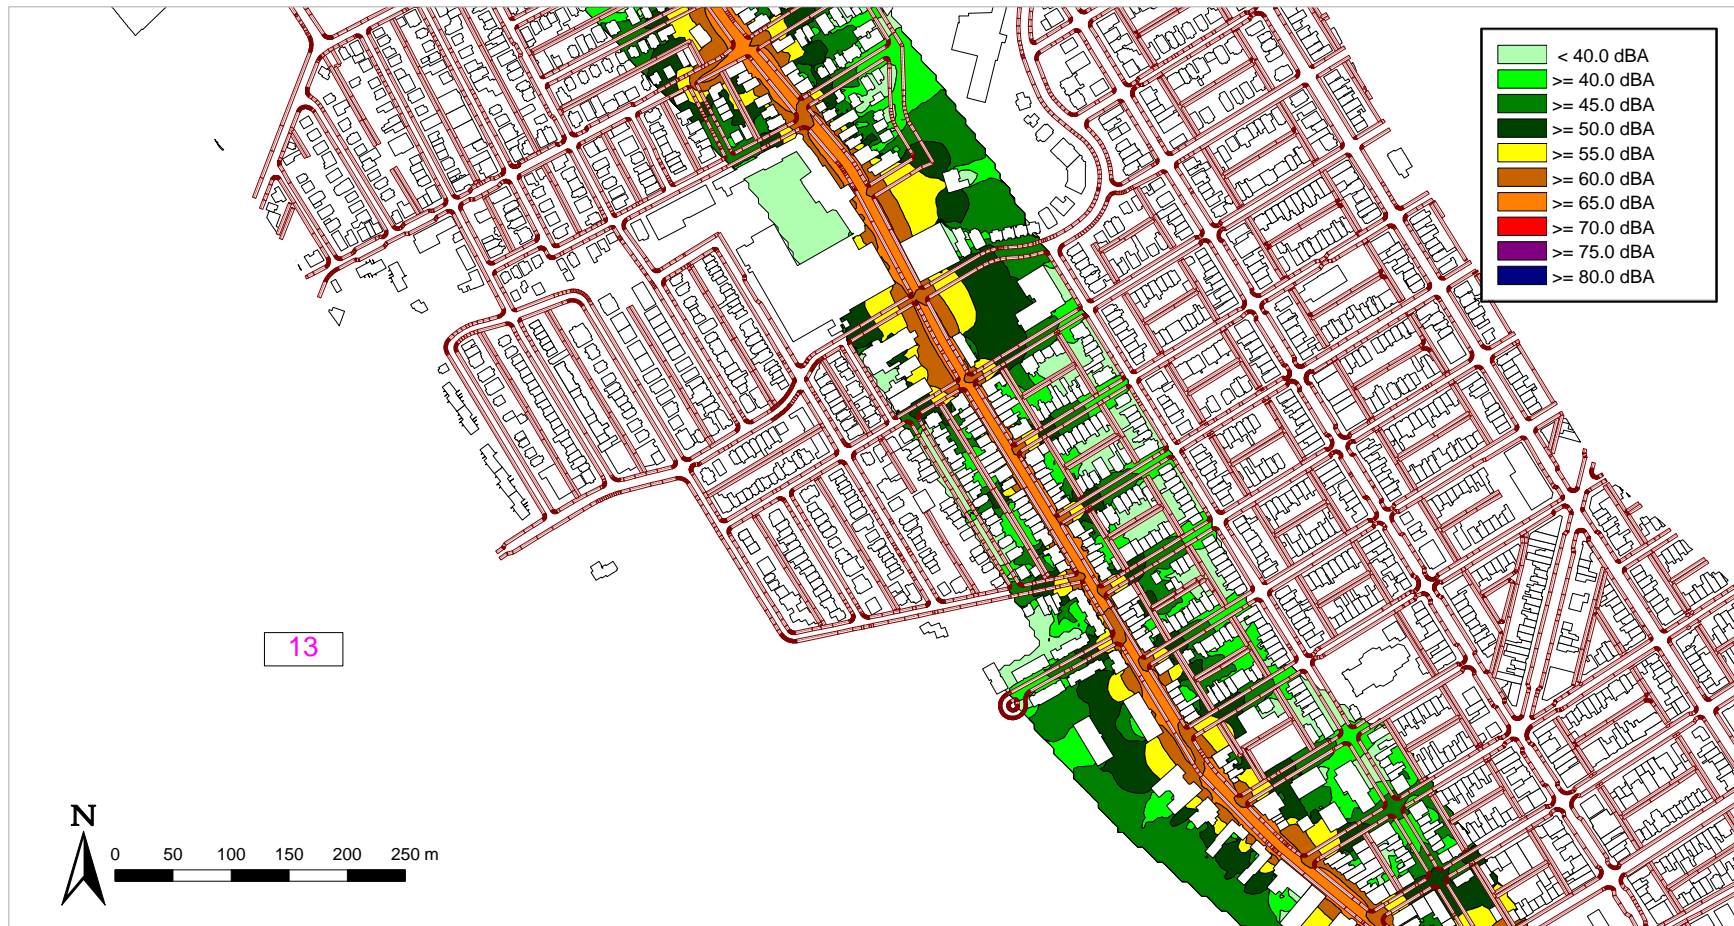 < 40.0 dBA
>= 40.0 dBA
>= 45.0 dBA
>= 50.0 dBA
>= 55.0 dBA
>= 60.0 dBA
>= 65.0 dBA
>= 70.0 dBA
>= 75.0 dBA
>= 80.0 dBA
13
N
0 50 100 150 200 250 m